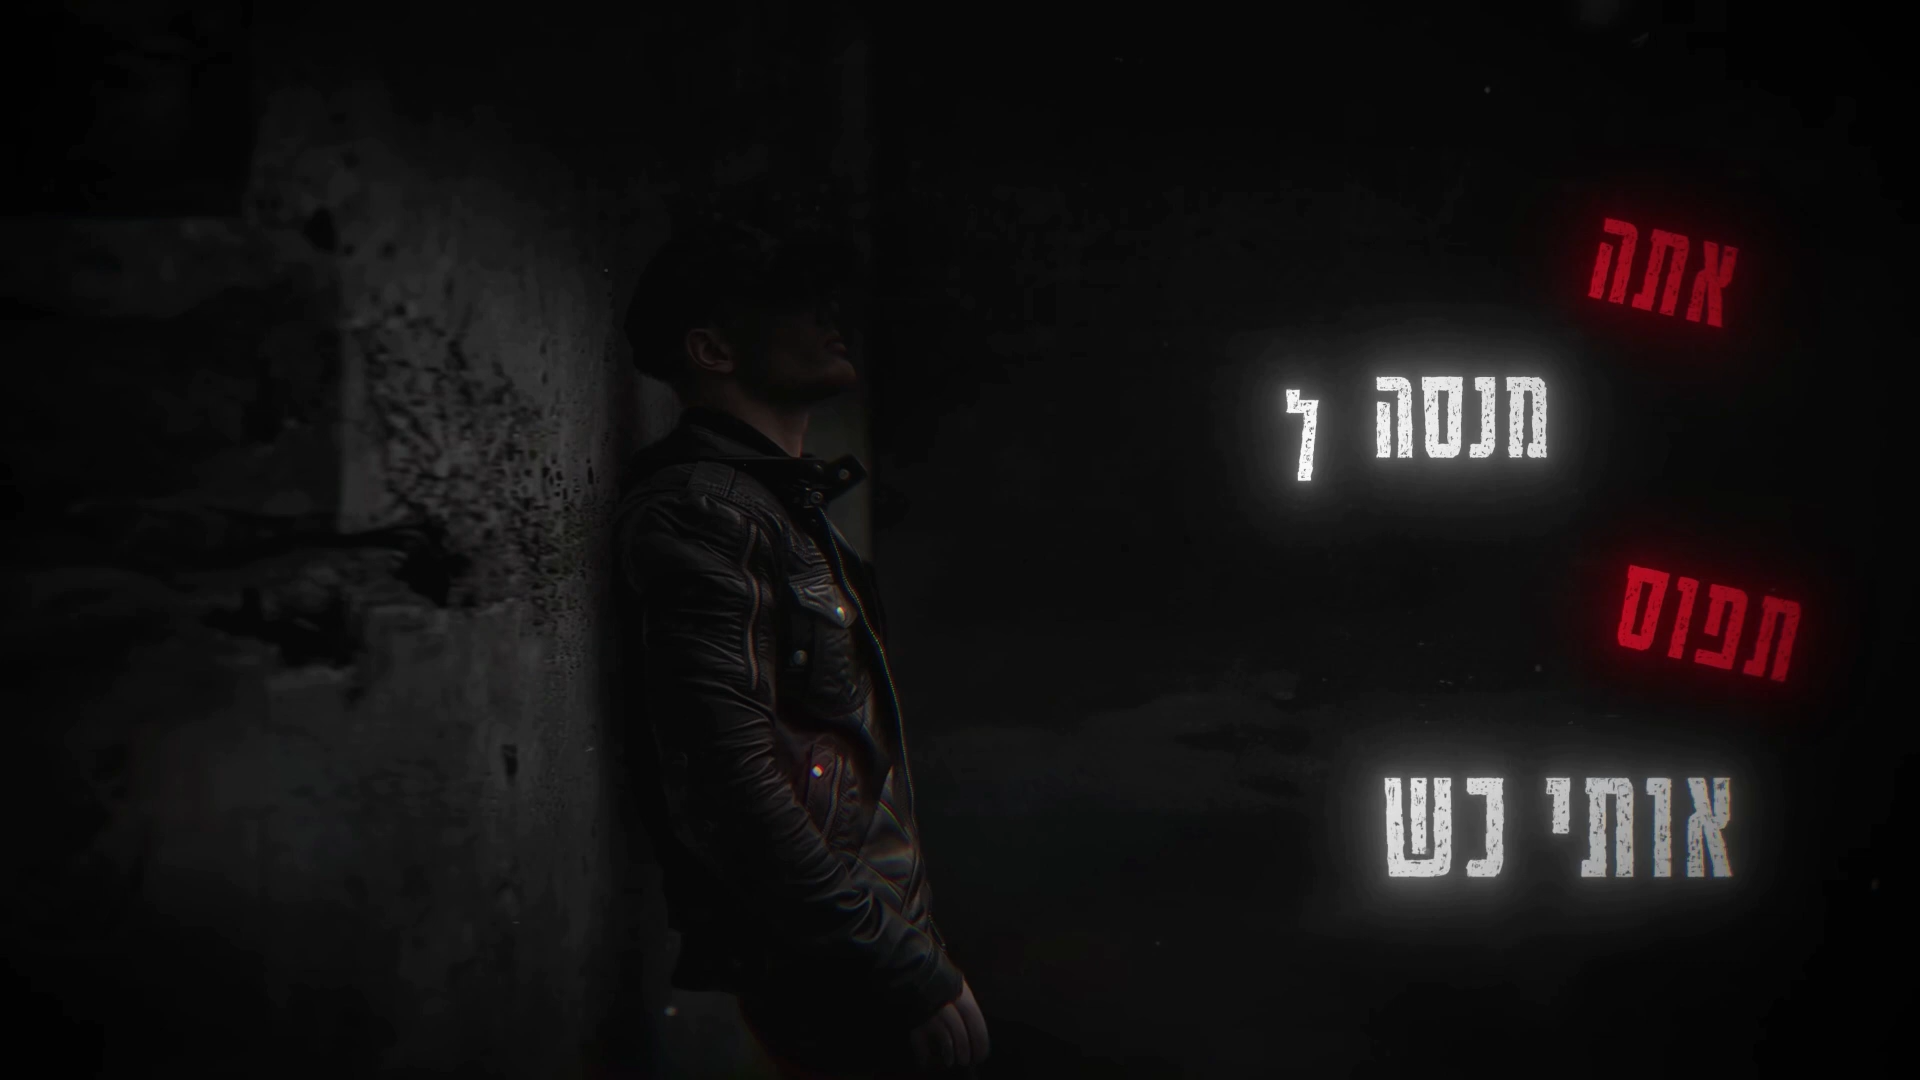 אתה
מנסה ל
תפוס
אותי כש